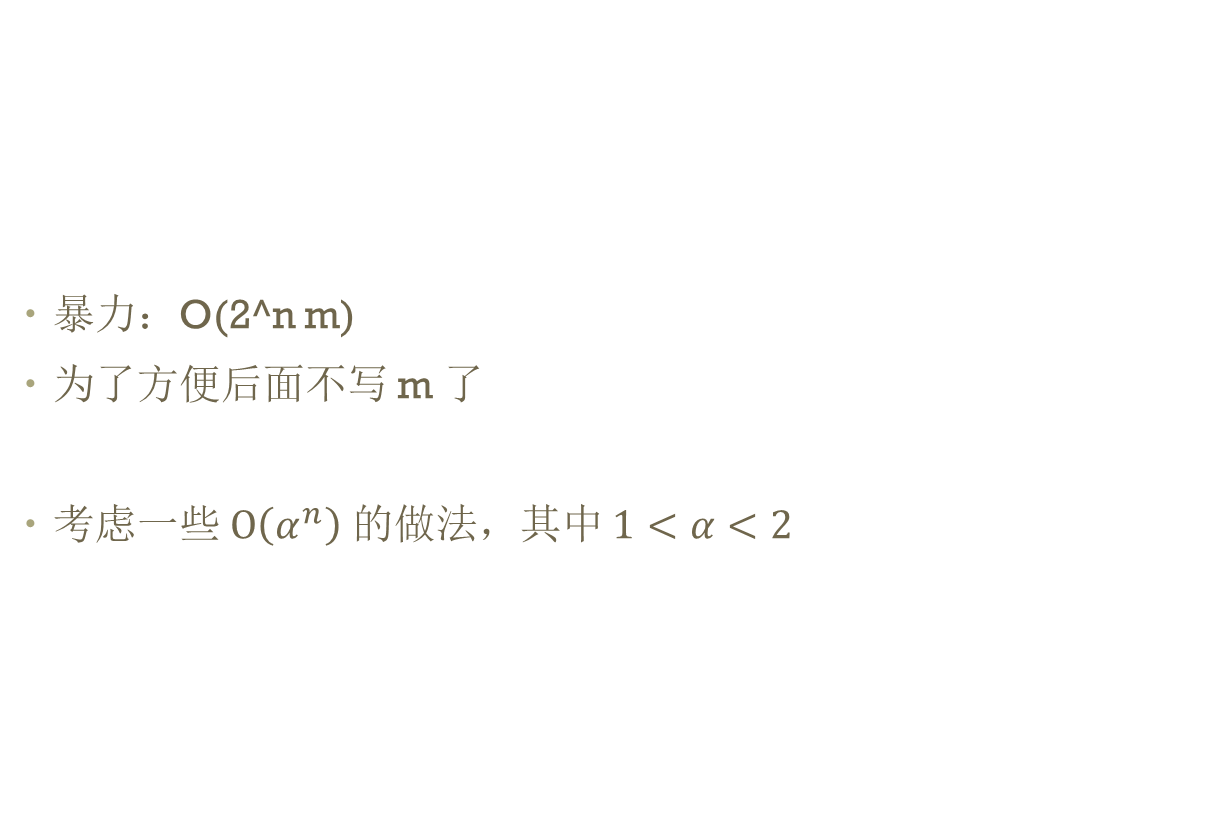 • 暴力：O(2^n m)
• 为了方便后面不写 m 了
• 考虑一些 O(αⁿ) 的做法，其中 1 < α < 2